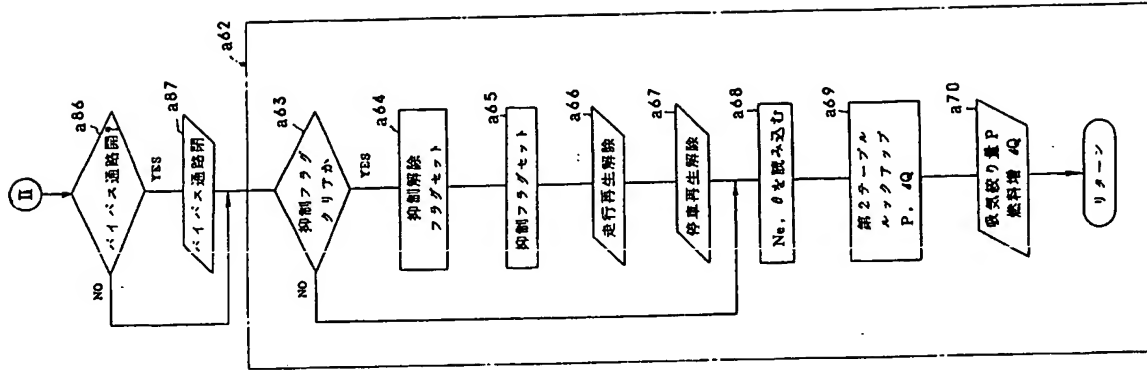 II
a86
バイパス通路開?
NO
YES
a87
バイパス通路閉
a62
a63
抑制フラグ
クリアか
NO
YES
a64
抑制解除
フラグセット
a65
抑制フラグセット
a66
走行再生解除
a67
停車再生解除
a68
Ne, θを読み込む
a69
第2テーブル
ルックアップ
P, ΔQ
a70
吸気絞り量P
燃料増 ΔQ
リターン